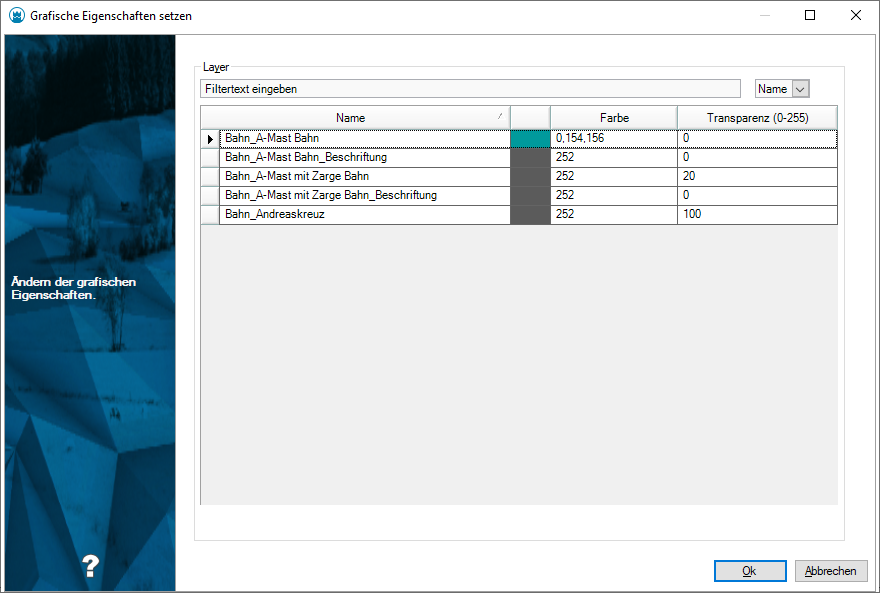 Grafische Eigenschaften setzen
Layer
Filtertext eingeben Name
Name Farbe Transparenz (0-255)
Bahn_A-Mast Bahn 0,154,156 0
Bahn_A-Mast Bahn_Beschriftung 252 0
Bahn_A-Mast mit Zarge Bahn 252 20
Bahn_A-Mast mit Zarge Bahn_Beschriftung 252 0
Bahn_Andreaskreuz 252 100
Ändern der grafischen
Eigenschaften.
?
Ok Abbrechen